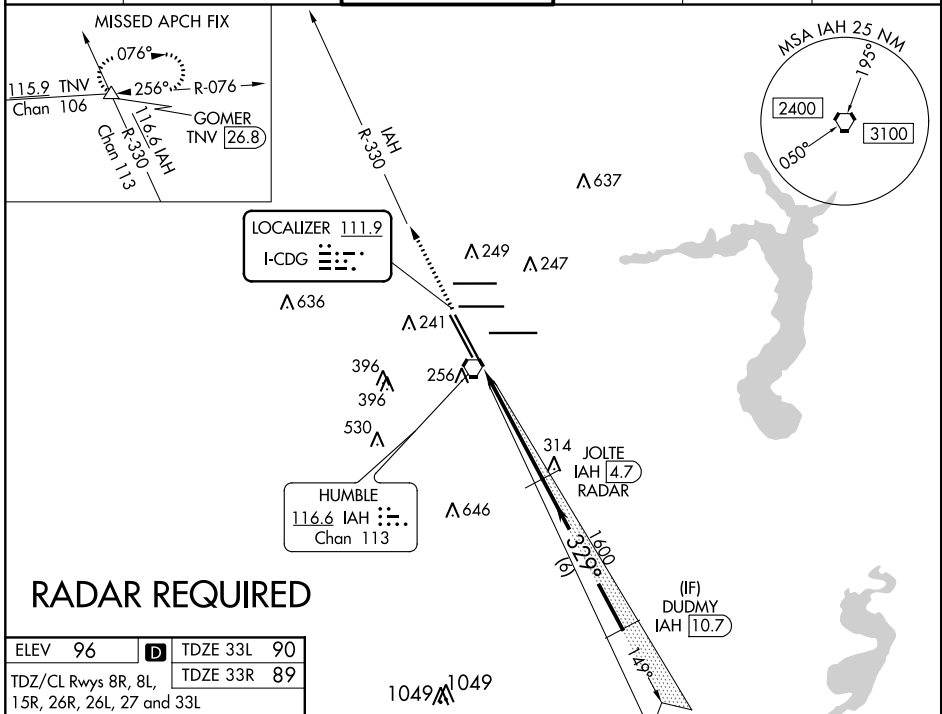 MISSED APCH FIX
076°
115.9 TNV
Chan 106
256°
R-076
GOMER
TNV 26.8
116.6 IAH
R-330
Chan 113
IAH
R-330
MSA IAH 25 NM
195°
2400
3100
050°
637
LOCALIZER 111.9
I-CDG
249
247
636
241
396
396
256
530
314
JOLTE
IAH 4.7
RADAR
HUMBLE
116.6 IAH
Chan 113
646
1600
329°
(6)
(IF)
DUDMY
IAH 10.7
149°
RADAR REQUIRED
ELEV 96
D
TDZE 33L 90
TDZE 33R 89
TDZ/CL Rwys 8R, 8L,
15R, 26R, 26L, 27 and 33L
1049
1049